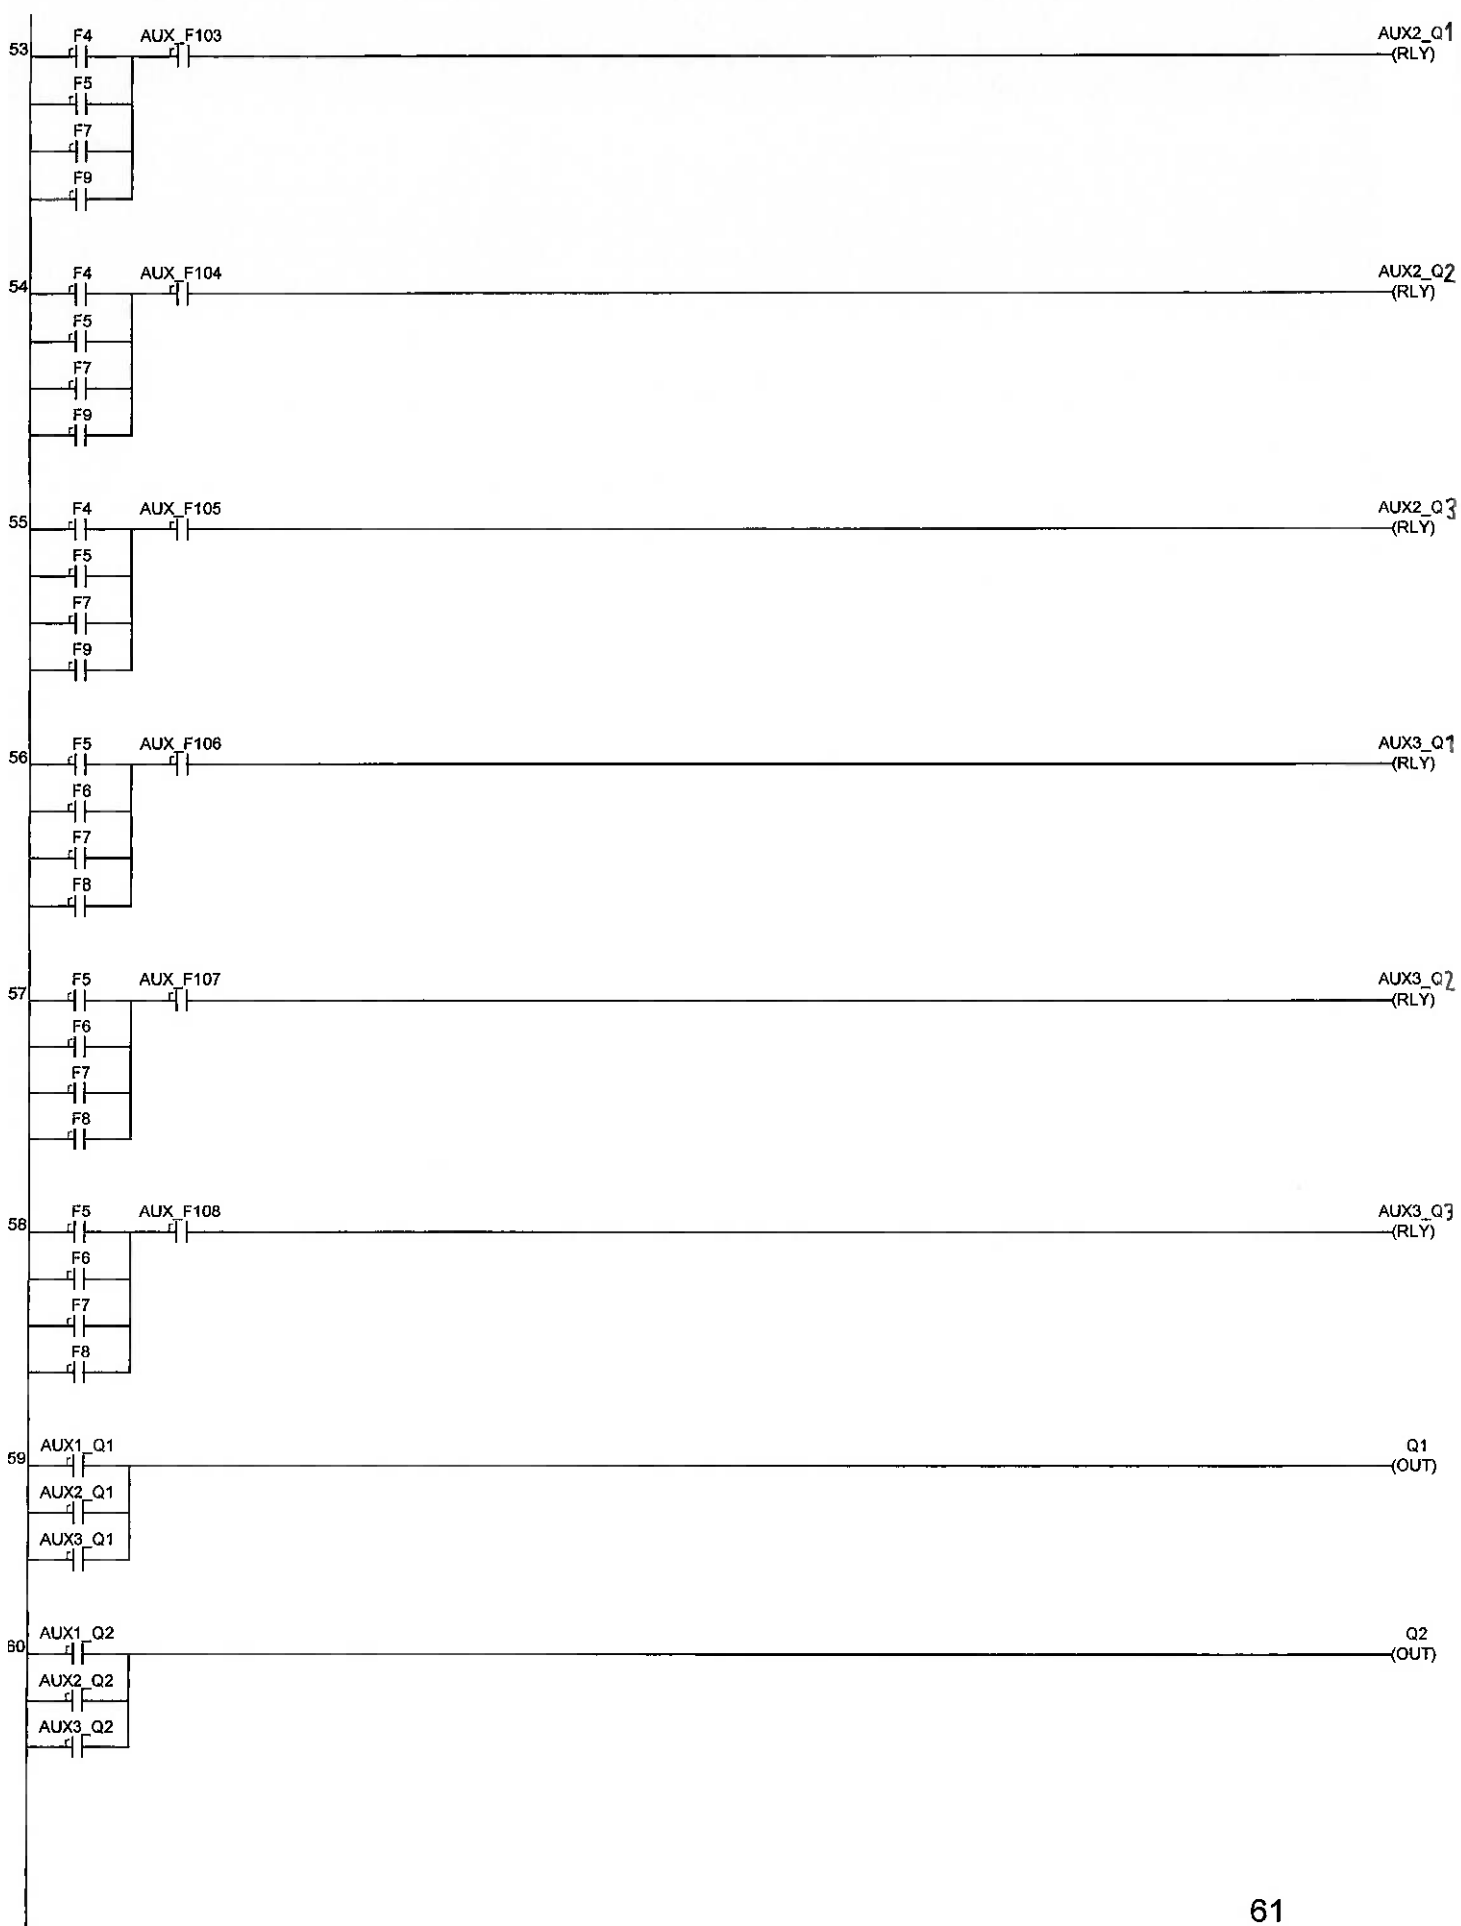 F4 AUX_F103 AUX2_Q1
53 (RLY)
F5
F7
F9
F4 AUX_F104 AUX2_Q2
54 (RLY)
F5
F7
F9
F4 AUX_F105 AUX2_Q3
55 (RLY)
F5
F7
F9
F5 AUX_F106 AUX3_Q1
56 (RLY)
F6
F7
F8
F5 AUX_F107 AUX3_Q2
57 (RLY)
F6
F7
F8
F5 AUX_F108 AUX3_Q3
58 (RLY)
F6
F7
F8
AUX1_Q1 Q1
59 (OUT)
AUX2_Q1
AUX3_Q1
AUX1_Q2 Q2
60 (OUT)
AUX2_Q2
AUX3_Q2
61